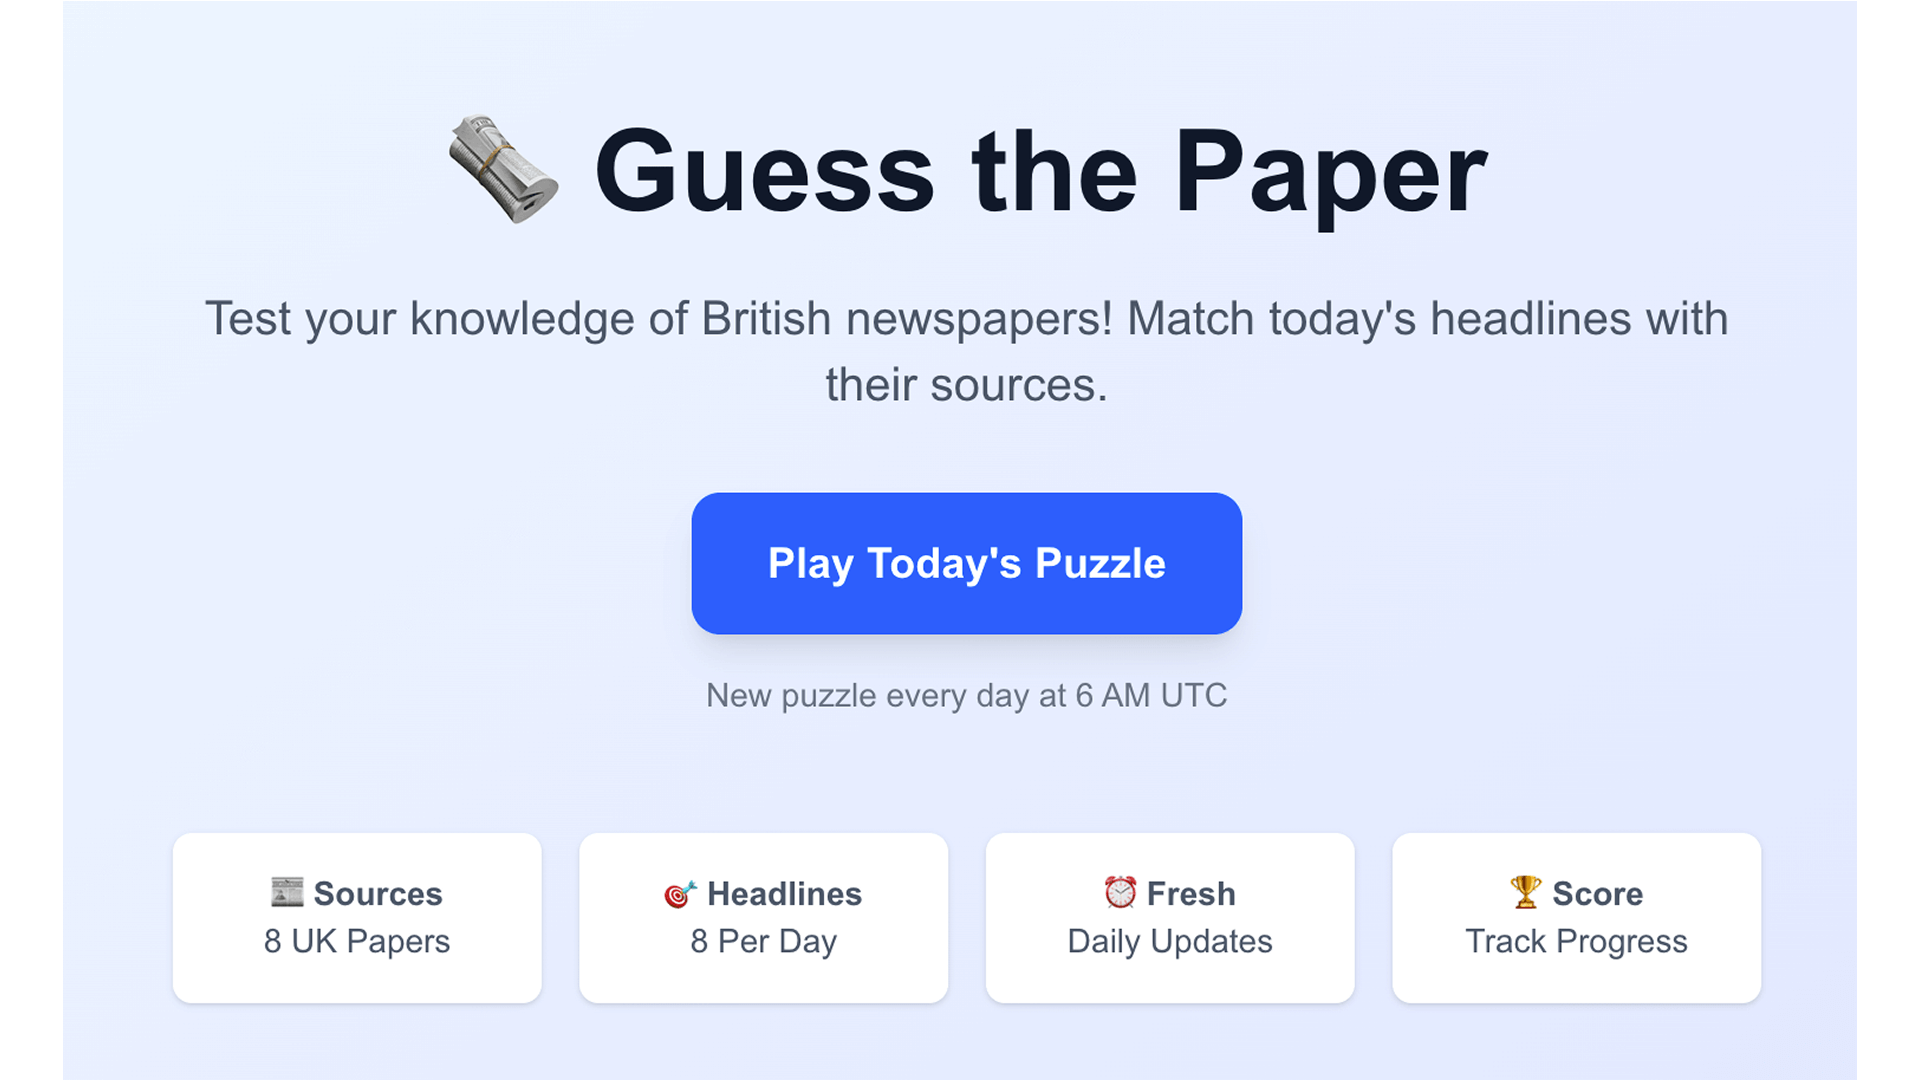 Guess the Paper
Test your knowledge of British newspapers! Match today's headlines with
their sources.
Play Today's Puzzle
New puzzle every day at 6 AM UTC
Sources
8 UK Papers
Headlines
8 Per Day
Fresh
Daily Updates
Score
Track Progress